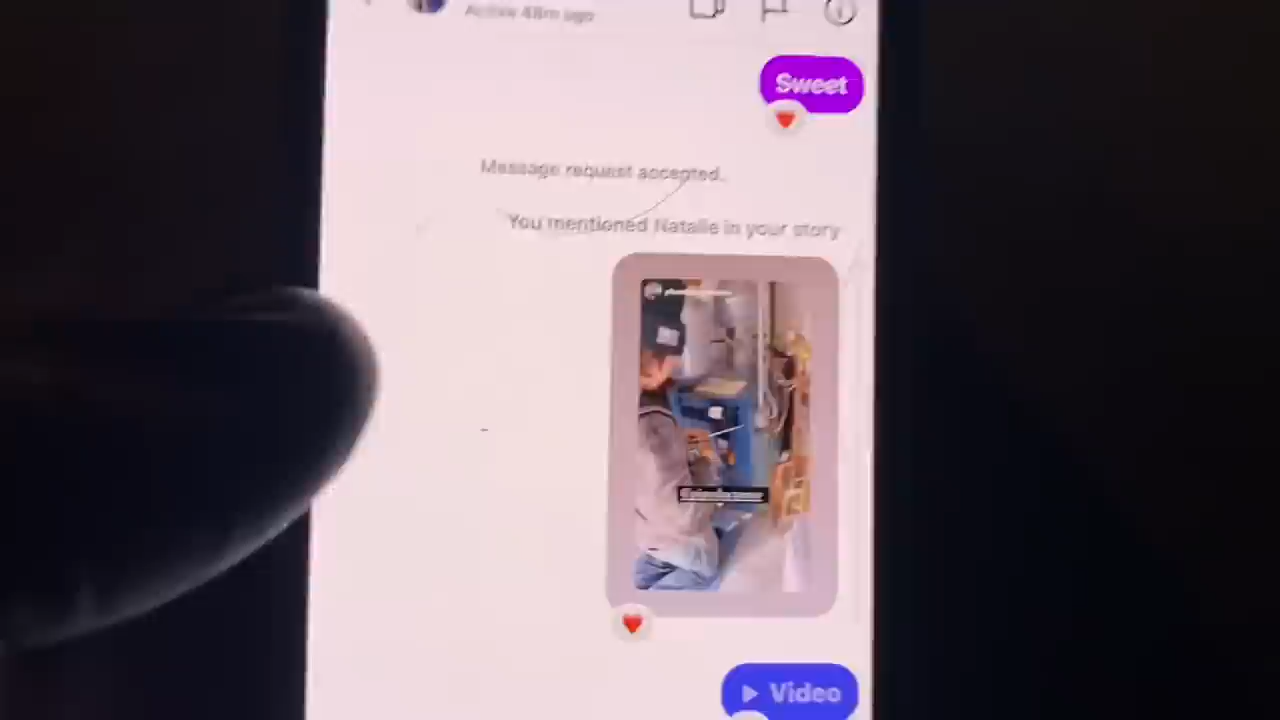 Active 48m ago
Sweet
Message request accepted.
You mentioned Natalie in your story
Video